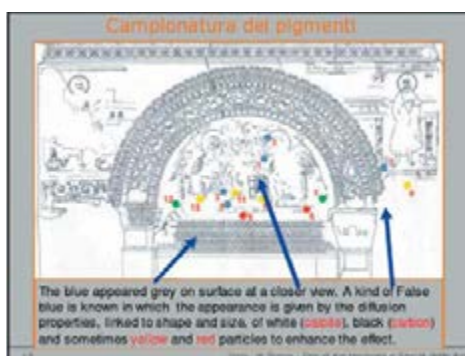 Campionatura dei pigmenti
The blue appeared grey on surface at a closer view. A kind of False
blue is known in which the appearance is given by the diffusion
properties, linked to shape and size, of white (calcite), black (carbon)
and sometimes yellow and red particles to enhance the effect.